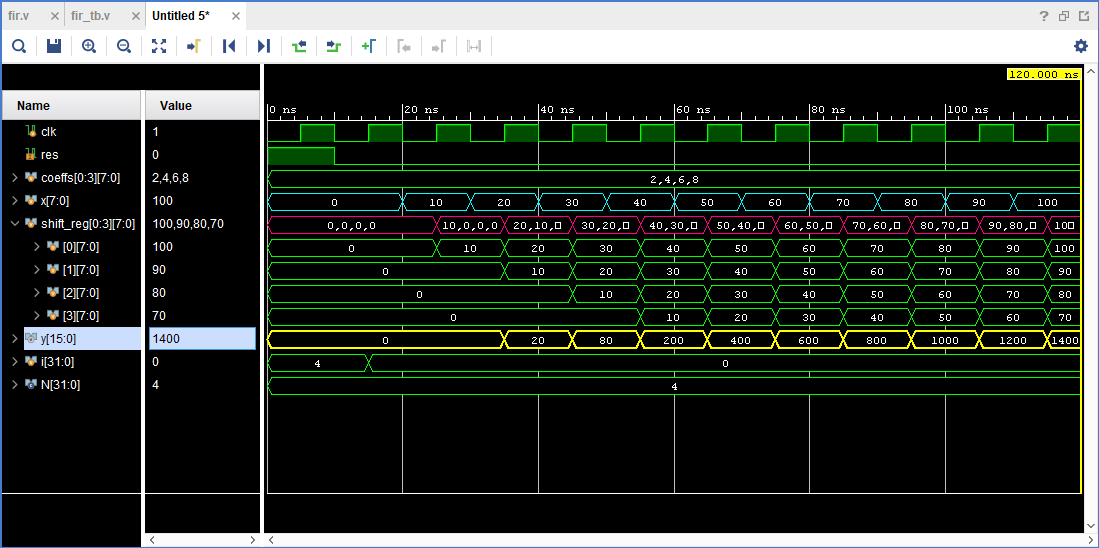 fir.v × fir_tb.v × Untitled 5* × ?
120.000 ns
Name Value 0 ns 20 ns 40 ns 60 ns 80 ns 100 ns
clk 1
res 0
coeffs[0:3][7:0] 2,4,6,8 2,4,6,8
x[7:0] 100 0 10 20 30 40 50 60 70 80 90 100
shift_reg[0:3][7:0] 100,90,80,70 0,0,0,0 10,0,0,0 20,10,0,□ 30,20,□ 40,30,□ 50,40,□ 60,50,□ 70,60,□ 80,70,□ 90,80,□ 10□
[0][7:0] 100 0 10 20 30 40 50 60 70 80 90 100
[1][7:0] 90 0 10 20 30 40 50 60 70 80 90
[2][7:0] 80 0 10 20 30 40 50 60 70 80
[3][7:0] 70 0 10 20 30 40 50 60 70
y[15:0] 1400 0 20 80 200 400 600 800 1000 1200 1400
i[31:0] 0 4 0
N[31:0] 4 4